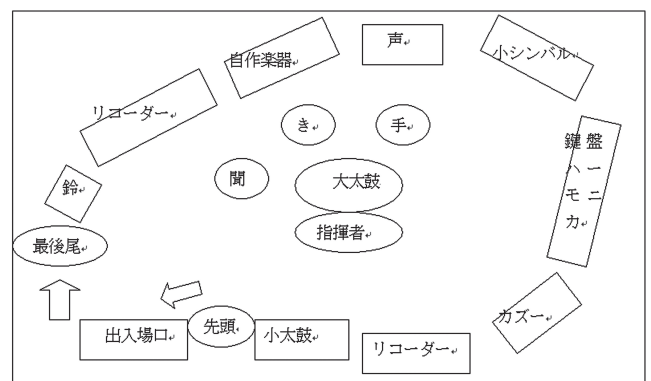 声
小シンバル
自作楽器
リコーダー
き
手
鍵盤
ハー
モニ
カ
聞
大太鼓
鈴
指揮者
最後尾
カズー
先頭
出入場口
小太鼓
リコーダー